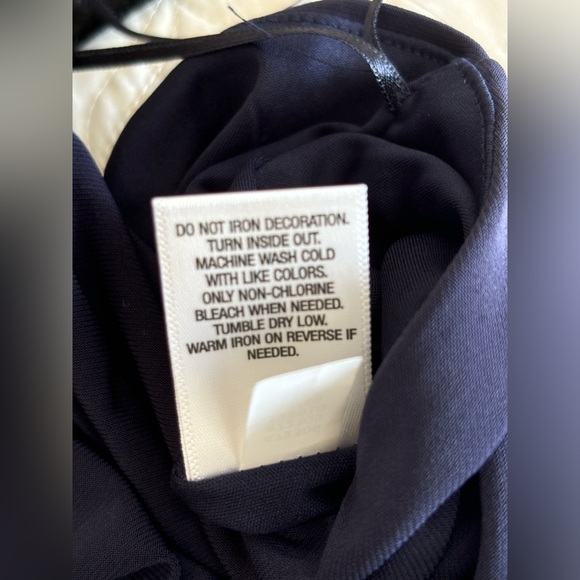 DO NOT IRON DECORATION.
TURN INSIDE OUT.
MACHINE WASH COLD
WITH LIKE COLORS.
ONLY NON-CHLORINE
BLEACH WHEN NEEDED.
TUMBLE DRY LOW.
WARM IRON ON REVERSE IF
NEEDED.